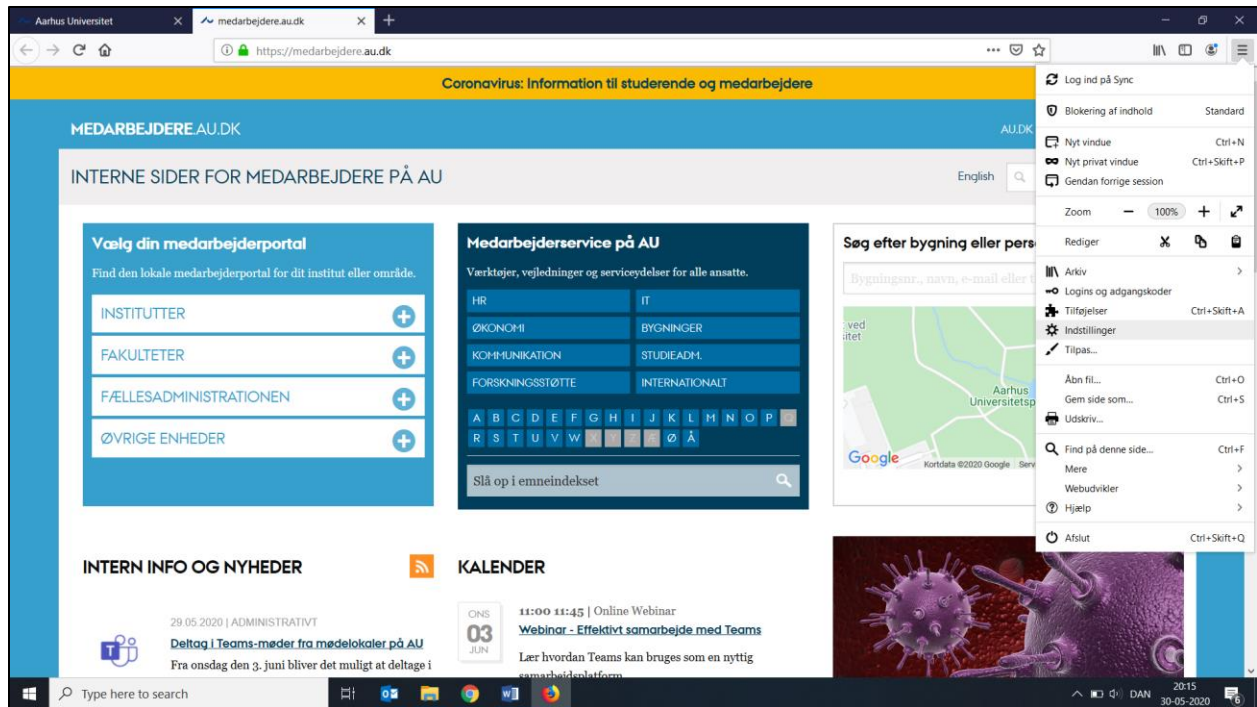 Aarhus Universitet
medarbejdere.au.dk
https://medarbejdere.au.dk
Coronavirus: Information til studerende og medarbejdere
MEDARBEJDERE.AU.DK
AU.DK
INTERNE SIDER FOR MEDARBEJDERE PÅ AU
English
Vælg din medarbejderportal
Find den lokale medarbejderportal for dit institut eller område.
INSTITUTTER
FAKULTETER
FÆLLESADMINISTRATIONEN
ØVRIGE ENHEDER
Medarbejderservice på AU
Værktøjer, vejledninger og serviceydelser for alle ansatte.
HR IT
ØKONOMI BYGNINGER
KOMMUNIKATION STUDIEADM.
FORSKNINGSSTØTTE INTERNATIONALT
A B C D E F G H I J K L M N O P Q
R S T U V W X Y Z Æ Ø Å
Slå op i emneindekset
Søg efter bygning eller pers
Bygningsnr., navn, e-mail eller t
ved
sitet
Aarhus
Universitetsp
Google
Kortdata ©2020 Google Serv
INTERN INFO OG NYHEDER
29.05.2020 | ADMINISTRATIVT
Deltag i Teams-møder fra mødelokaler på AU
Fra onsdag den 3. juni bliver det muligt at deltage i
KALENDER
ONS
03
JUN
11:00 11:45 | Online Webinar
Webinar - Effektivt samarbejde med Teams
Lær hvordan Teams kan bruges som en nyttig
samarbejdsplatform
Log ind på Sync
Blokering af indhold Standard
Nyt vindue Ctrl+N
Nyt privat vindue Ctrl+Skift+P
Gendan forrige session
Zoom 100%
Rediger
Arkiv
Logins og adgangskoder
Tilføjelser Ctrl+Skift+A
Indstillinger
Tilpas...
Åbn fil... Ctrl+O
Gem side som... Ctrl+S
Udskriv...
Find på denne side... Ctrl+F
Mere
Webudvikler
Hjælp
Afslut Ctrl+Skift+Q
Type here to search
DAN
20:15
30-05-2020
6